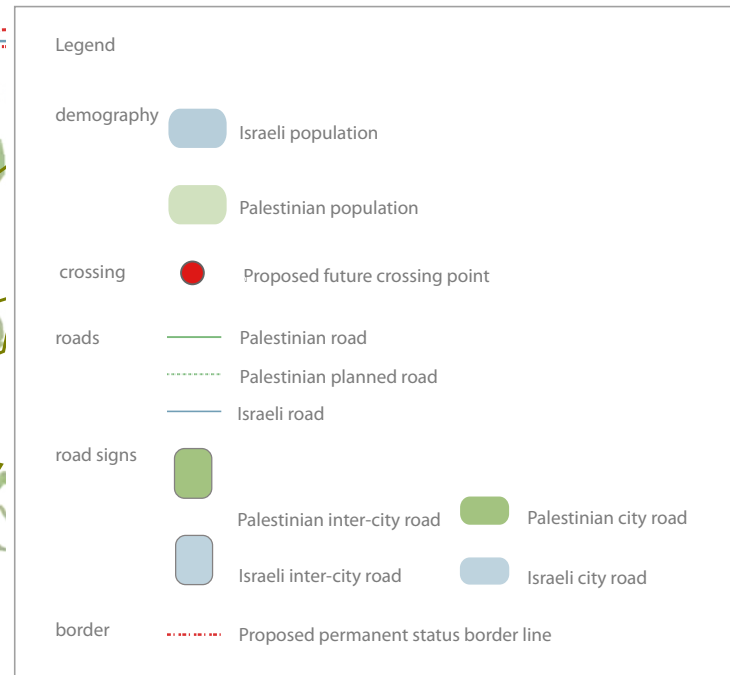 Legend
demography
Israeli population
Palestinian population
crossing
Proposed future crossing point
roads
Palestinian road
Palestinian planned road
Israeli road
road signs
Palestinian inter-city road
Palestinian city road
Israeli inter-city road
Israeli city road
border
Proposed permanent status border line